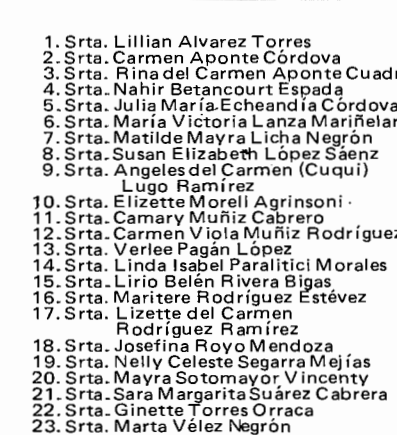 1. Srta. Lillian Alvarez Torres
2. Srta. Carmen Aponte Córdova
3. Srta. Rina del Carmen Aponte Cuadr
4. Srta. Nahir Betancourt Espada
5. Srta. Julia María Echeandía Córdova
6. Srta. María Victoria Lanza Mariñelar
7. Srta. Matilde Mayra Licha Negrón
8. Srta. Susan Elizabeth López Sáenz
9. Srta. Angeles del Carmen (Cuqui)
Lugo Ramírez
10. Srta. Elizette Morell Agrinsoni
11. Srta. Camary Muñiz Cabrero
12. Srta. Carmen Viola Muñiz Rodríguez
13. Srta. Verlee Pagán López
14. Srta. Linda Isabel Paralitici Morales
15. Srta. Lirio Belén Rivera Bigas
16. Srta. Maritere Rodríguez Estévez
17. Srta. Lizette del Carmen
Rodríguez Ramírez
18. Srta. Josefina Royo Mendoza
19. Srta. Nelly Celeste Segarra Mejías
20. Srta. Mayra Sotomayor Vincenty
21. Srta. Sara Margarita Suárez Cabrera
22. Srta. Ginette Torres Orraca
23. Srta. Marta Vélez Negrón